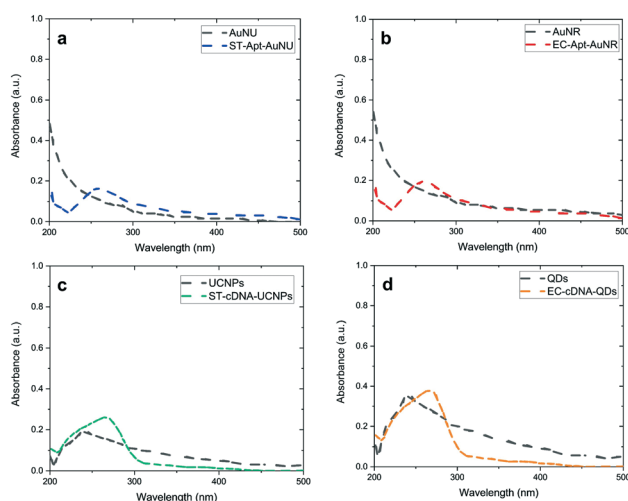 a
AuNU
ST-Apt-AuNU
1.0
0.8
0.6
0.4
0.2
0.0
Absorbance (a.u.)
200
300
400
500
Wavelength (nm)
b
AuNR
EC-Apt-AuNR
1.0
0.8
0.6
0.4
0.2
0.0
Absorbance (a.u.)
200
300
400
500
Wavelength (nm)
c
UCNPs
ST-cDNA-UCNPs
1.0
0.8
0.6
0.4
0.2
0.0
Absorbance (a.u.)
200
300
400
500
Wavelength (nm)
d
QDs
EC-cDNA-QDs
1.0
0.8
0.6
0.4
0.2
0.0
Absorbance (a.u.)
200
300
400
500
Wavelength (nm)